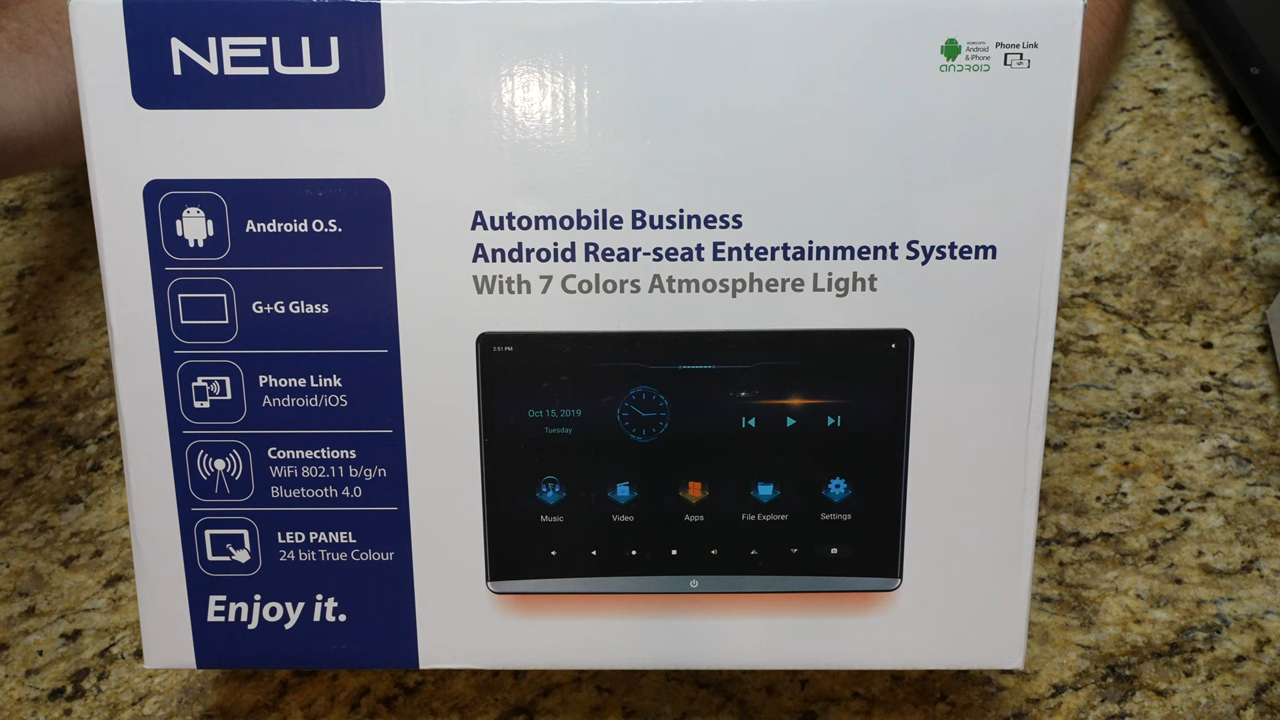 NEW
WORKS WITH
Android
& iPhone
ANDROID
Phone Link
Android O.S.
G+G Glass
Phone Link
Android/iOS
Connections
WiFi 802.11 b/g/n
Bluetooth 4.0
LED PANEL
24 bit True Colour
Enjoy it.
Automobile Business
Android Rear-seat Entertainment System
With 7 Colors Atmosphere Light
2:51 PM
Oct 15, 2019
Tuesday
Music
Video
Apps
File Explorer
Settings